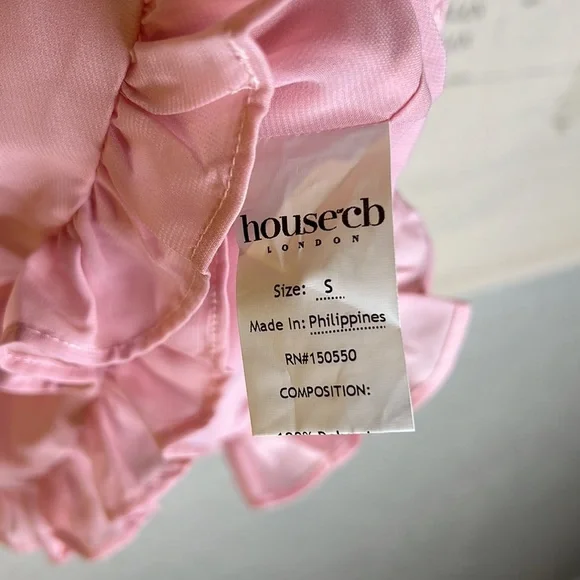 house OF cb
LONDON
Size: S
Made In: Philippines
RN#150550
COMPOSITION: